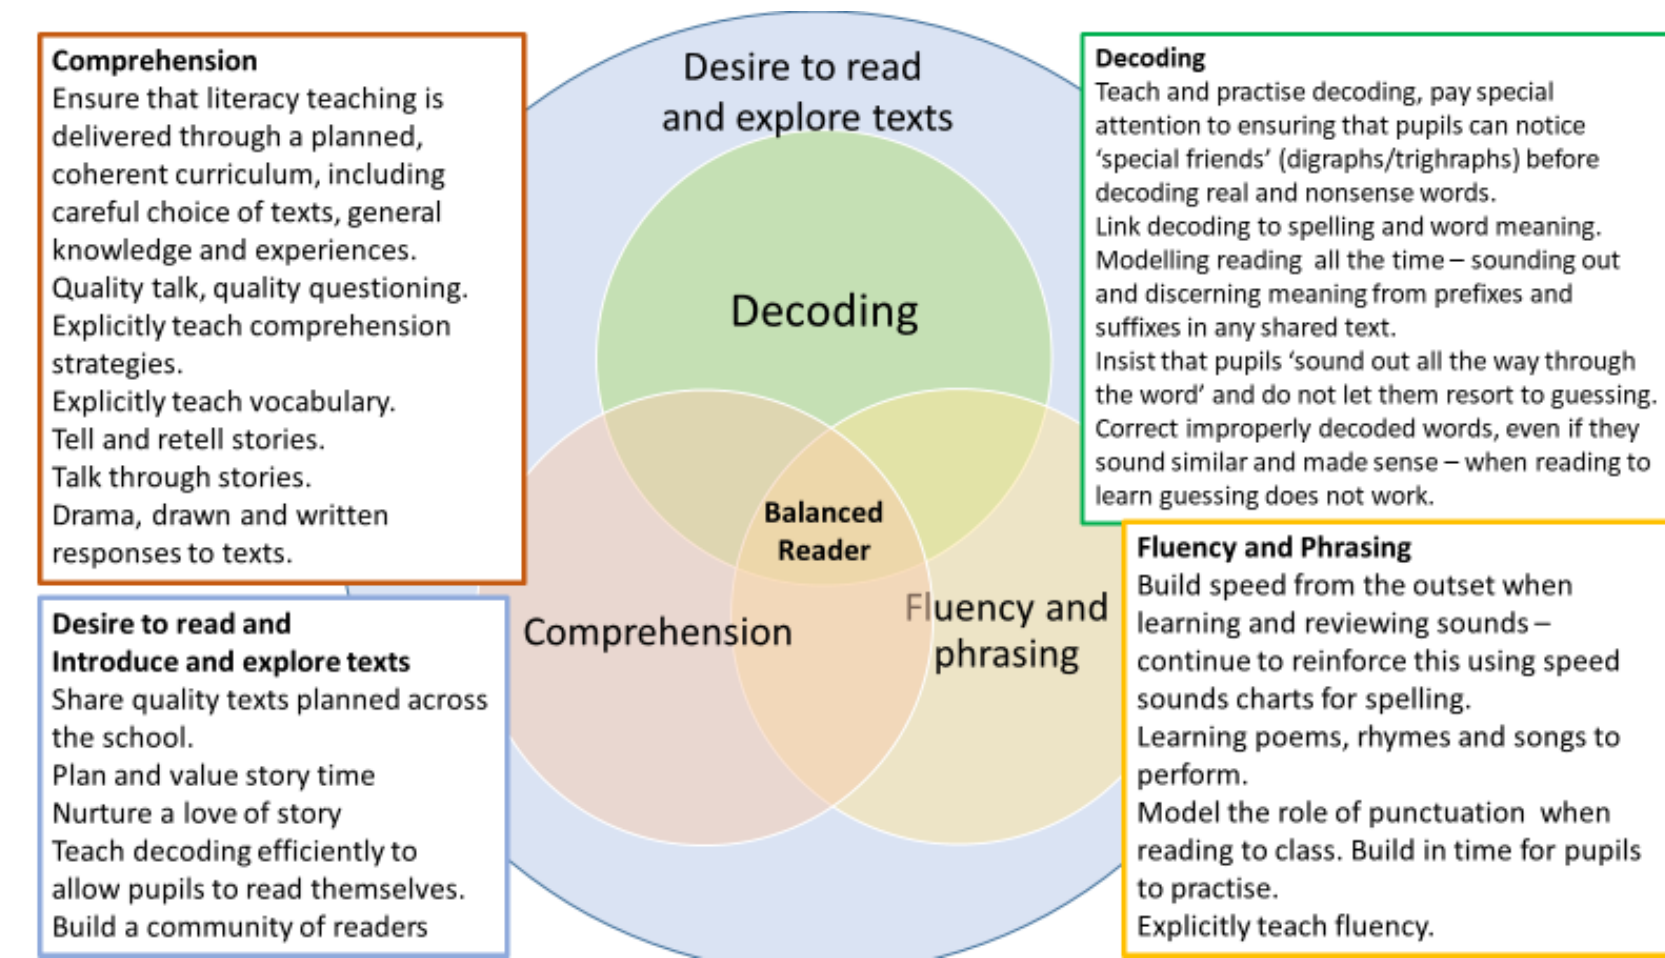 Comprehension
Ensure that literacy teaching is
delivered through a planned,
coherent curriculum, including
careful choice of texts, general
knowledge and experiences.
Quality talk, quality questioning.
Explicitly teach comprehension
strategies.
Explicitly teach vocabulary.
Tell and retell stories.
Talk through stories.
Drama, drawn and written
responses to texts.
Desire to read and
Introduce and explore texts
Share quality texts planned across
the school.
Plan and value story time
Nurture a love of story
Teach decoding efficiently to
allow pupils to read themselves.
Build a community of readers
Desire to read
and explore texts
Decoding
Balanced
Reader
Comprehension
Fluency and
phrasing
Decoding
Teach and practise decoding, pay special
attention to ensuring that pupils can notice
‘special friends’ (digraphs/trighraphs) before
decoding real and nonsense words.
Link decoding to spelling and word meaning.
Modelling reading  all the time – sounding out
and discerning meaning from prefixes and
suffixes in any shared text.
Insist that pupils ‘sound out all the way through
the word’ and do not let them resort to guessing.
Correct improperly decoded words, even if they
sound similar and made sense – when reading to
learn guessing does not work.
Fluency and Phrasing
Build speed from the outset when
learning and reviewing sounds –
continue to reinforce this using speed
sounds charts for spelling.
Learning poems, rhymes and songs to
perform.
Model the role of punctuation  when
reading to class. Build in time for pupils
to practise.
Explicitly teach fluency.